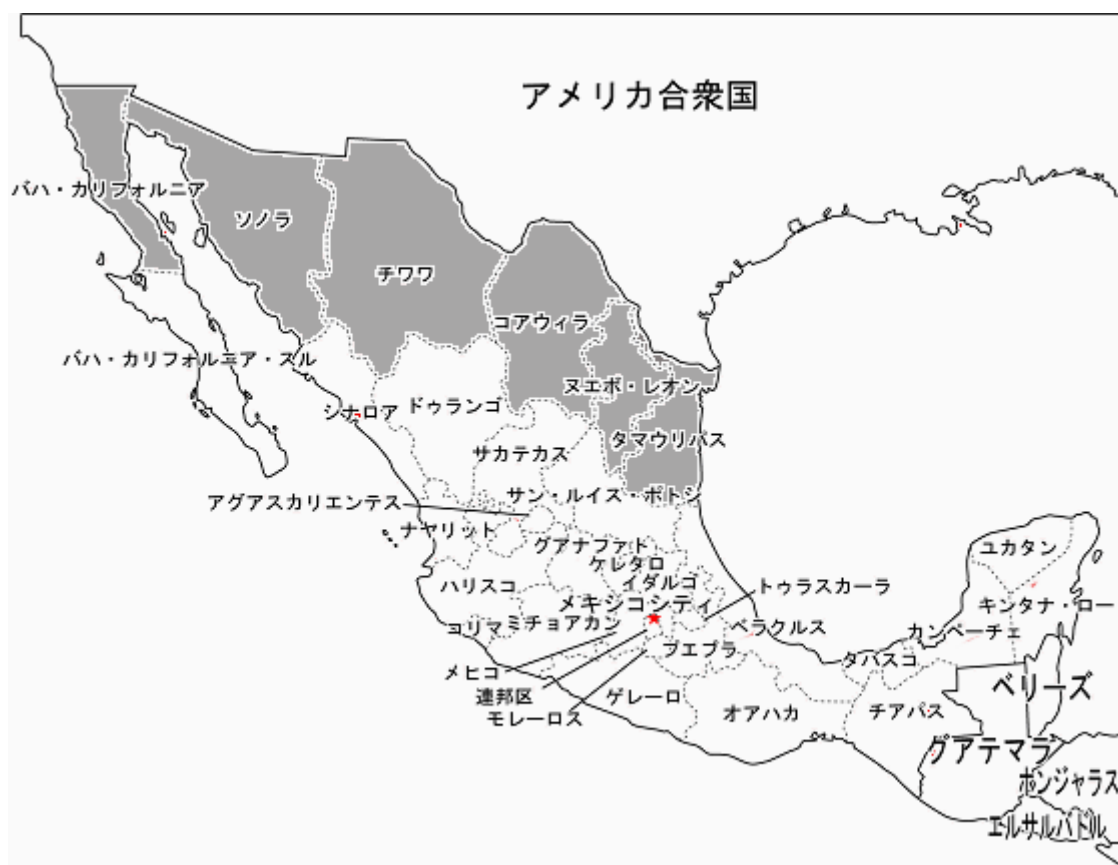 アメリカ合衆国
バハ・カリフォルニア
ソノラ
チワワ
コアウィラ
バハ・カリフォルニア・スル
ヌエボ・レオン
シナロア
ドゥランゴ
タマウリパス
サカテカス
アグアスカリエンテス
サン・ルイス・ポトシ
ナヤリット
グアナファト
ユカタン
ケレタロ
ハリスコ
イダルゴ
トゥラスカーラ
メキシコシティ
キンタナ・ロー
コリマ
ミチョアカン
ベラクルス
カンペーチェ
プエブラ
タバスコ
メヒコ
連邦区
モレーロス
ゲレーロ
オアハカ
チアパス
ベリーズ
グアテマラ
ホンジャラス
エルサルバドル